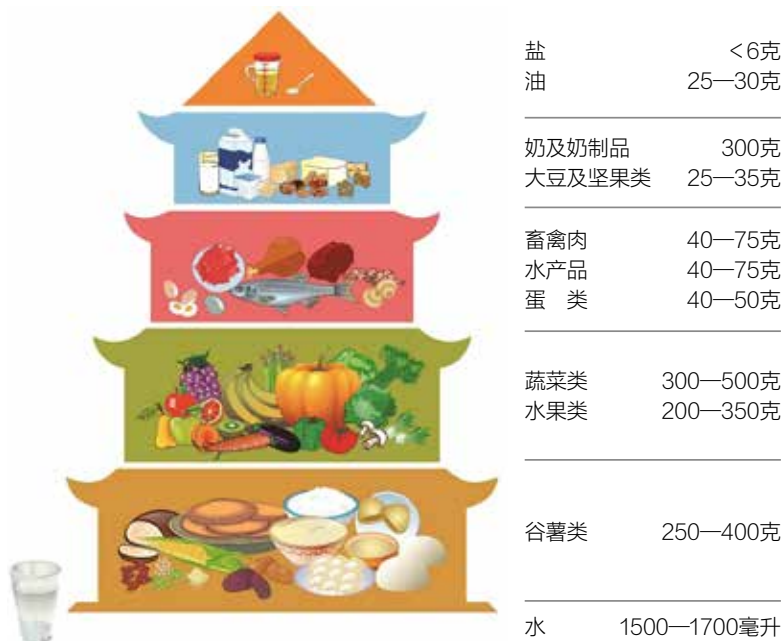 盐 <6克
油 25—30克
奶及奶制品 300克
大豆及坚果类 25—35克
畜禽肉 40—75克
水产品 40—75克
蛋 类 40—50克
蔬菜类 300—500克
水果类 200—350克
谷薯类 250—400克
水 1500—1700毫升